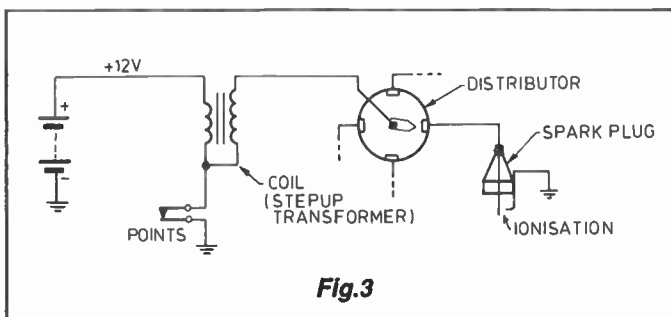 +12V
+
-
DISTRIBUTOR
SPARK PLUG
COIL
(STEPUP
TRANSFORMER)
POINTS
IONISATION
Fig.3